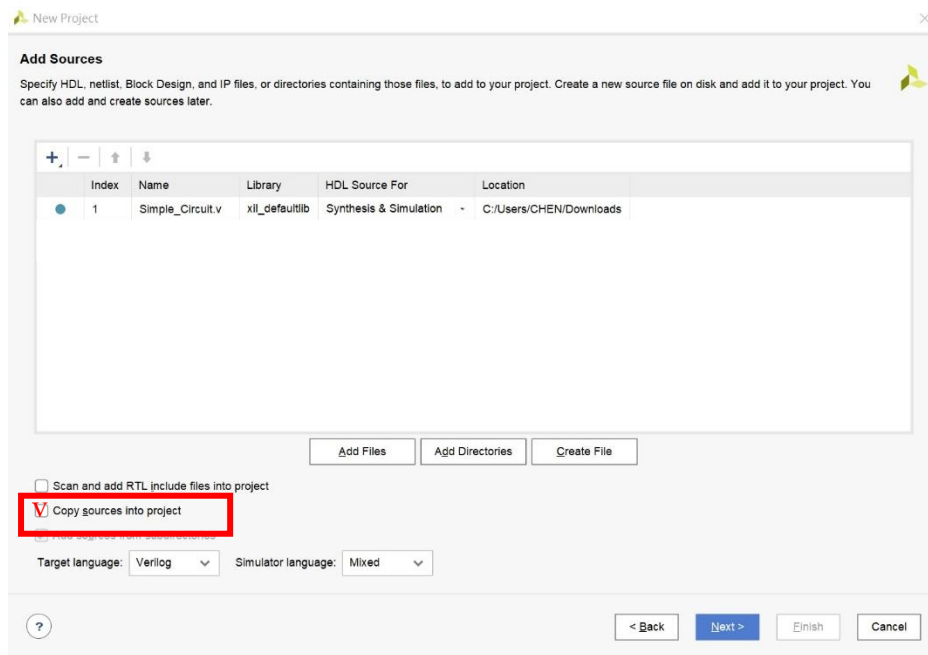 New Project
Add Sources
Specify HDL, netlist, Block Design, and IP files, or directories containing those files, to add to your project. Create a new source file on disk and add it to your project. You
can also add and create sources later.
Index Name Library HDL Source For Location
1 Simple_Circuit.v xil_defaultlib Synthesis & Simulation C:/Users/CHEN/Downloads
Add Files Add Directories Create File
Scan and add RTL include files into project
V Copy sources into project
Add sources from subdirectories
Target language: Verilog Simulator language: Mixed
? < Back Next > Finish Cancel